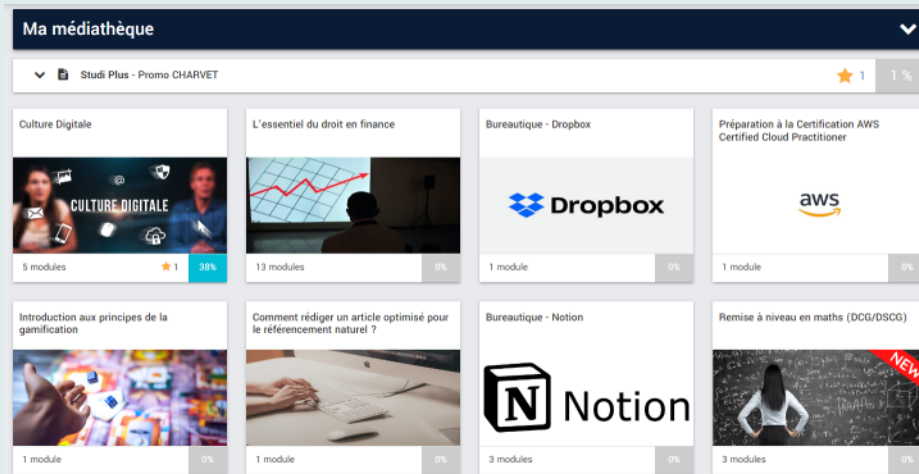 Ma médiathèque
Studi Plus - Promo CHARVET
1
1 %
Culture Digitale
L'essentiel du droit en finance
Bureautique - Dropbox
Préparation à la Certification AWS
Certified Cloud Practitioner
CULTURE DIGITALE
Dropbox
aws
5 modules
1
38%
13 modules
0%
1 module
0%
1 module
0%
Introduction aux principes de la
gamification
Comment rédiger un article optimisé pour
le référencement naturel ?
Bureautique - Notion
Remise à niveau en maths (DCG/DSCG)
N Notion
NEW
1 module
0%
1 module
0%
3 modules
0%
3 modules
0%